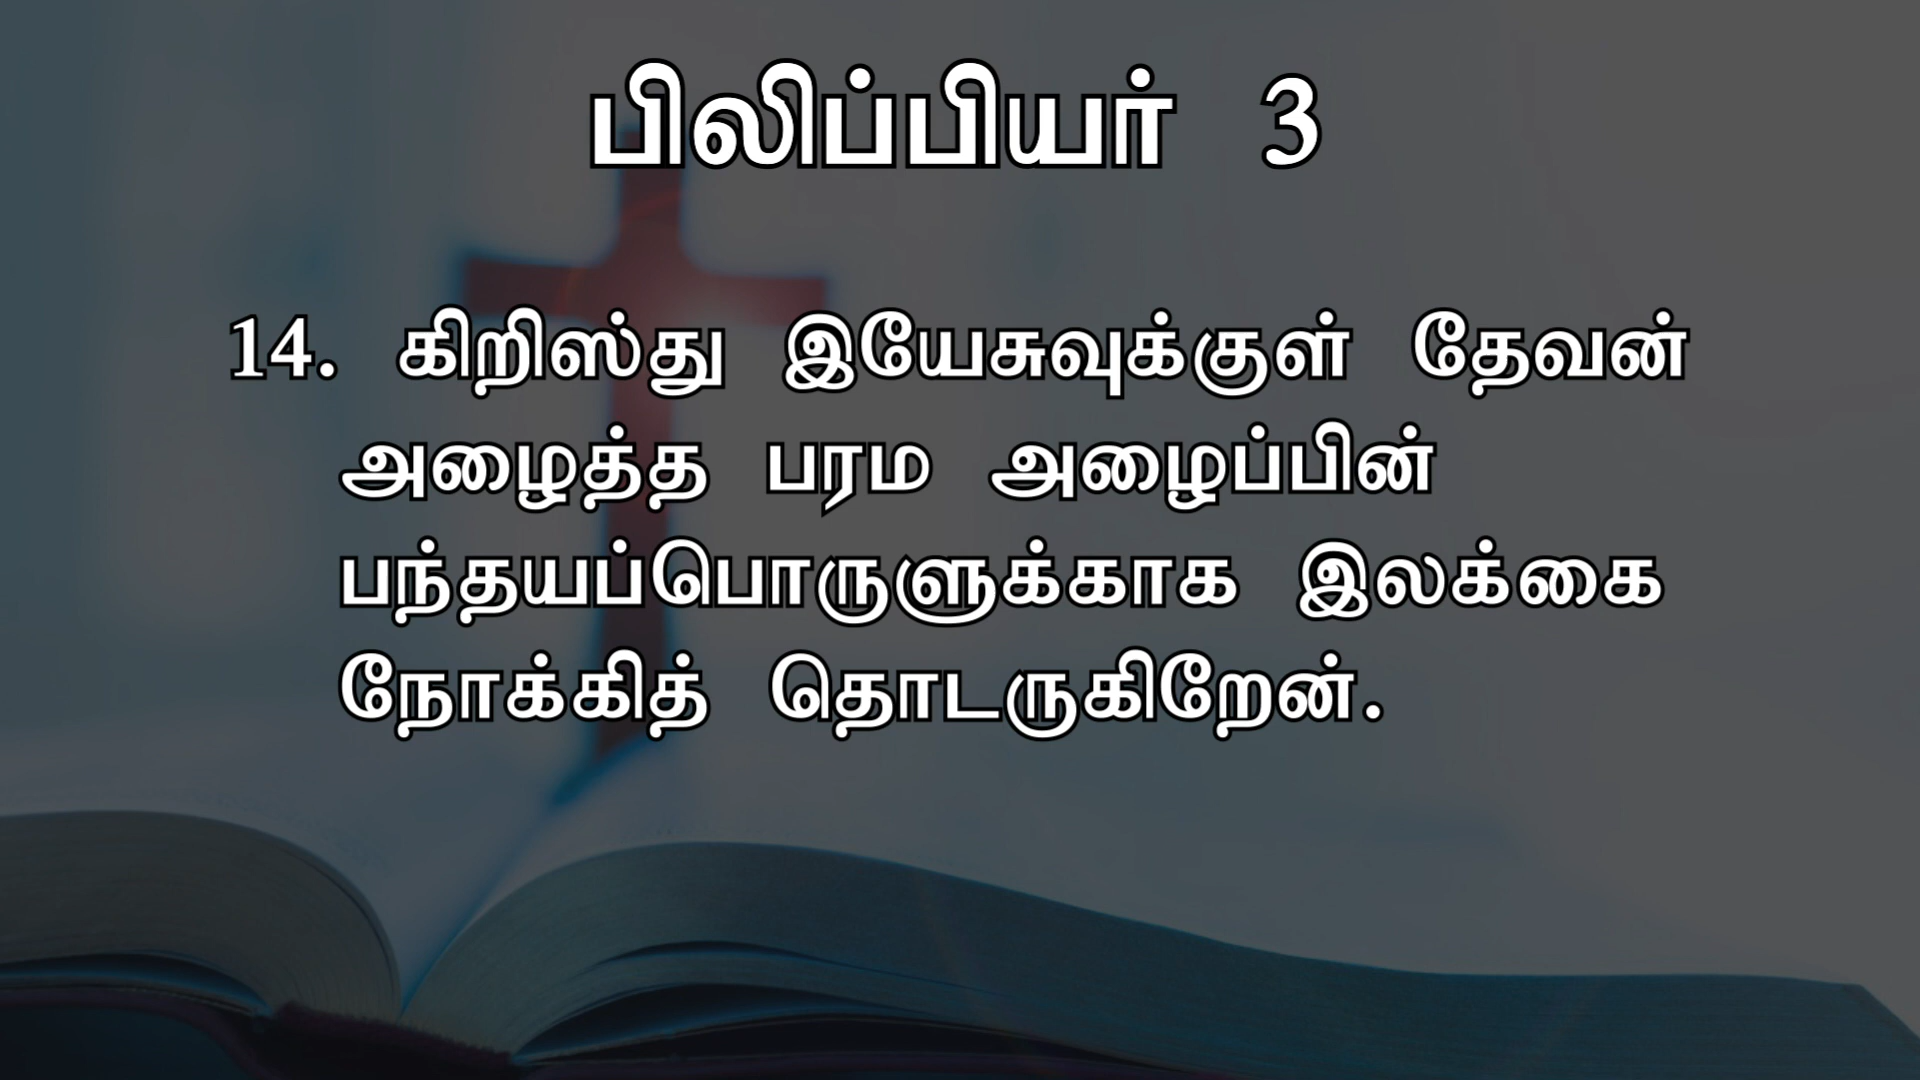 பிலிப்பியர் 3
14. கிறிஸ்து இயேசுவுக்குள் தேவன்
அழைத்த பரம அழைப்பின்
பந்தயப்பொருளுக்காக இலக்கை
நோக்கித் தொடருகிறேன்.